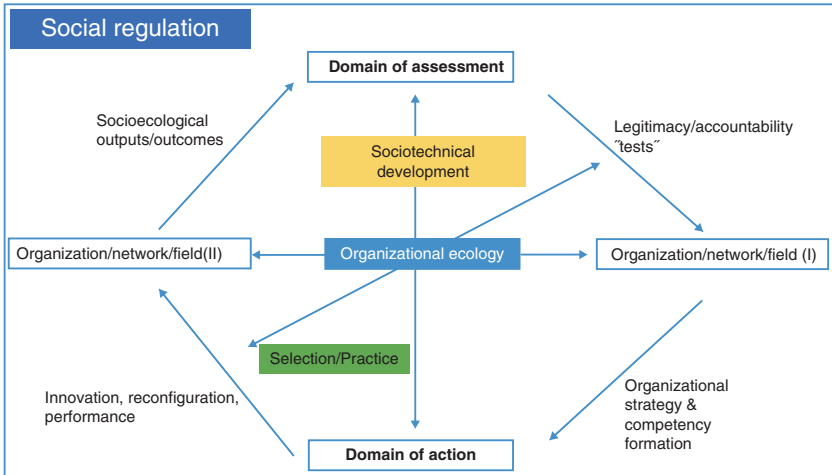 Social regulation
Domain of assessment
Socioecological
outputs/outcomes
Legitimacy/accountability
˝tests˝
Sociotechnical
development
Organization/network/field(II)
Organizational ecology
Organization/network/field (I)
Selection/Practice
Innovation, reconfiguration,
performance
Organizational
strategy &
competency
formation
Domain of action